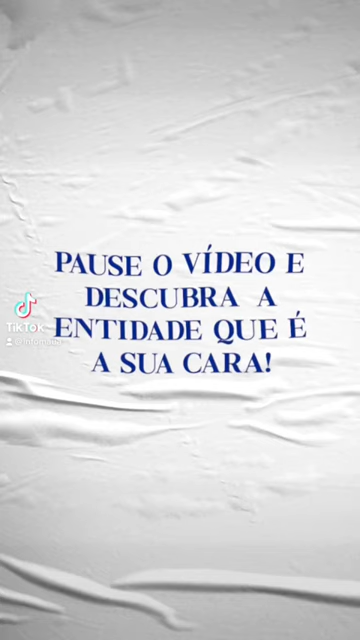 PAUSE O VÍDEO E
DESCUBRA A
ENTIDADE QUE É
A SUA CARA!
TikTok